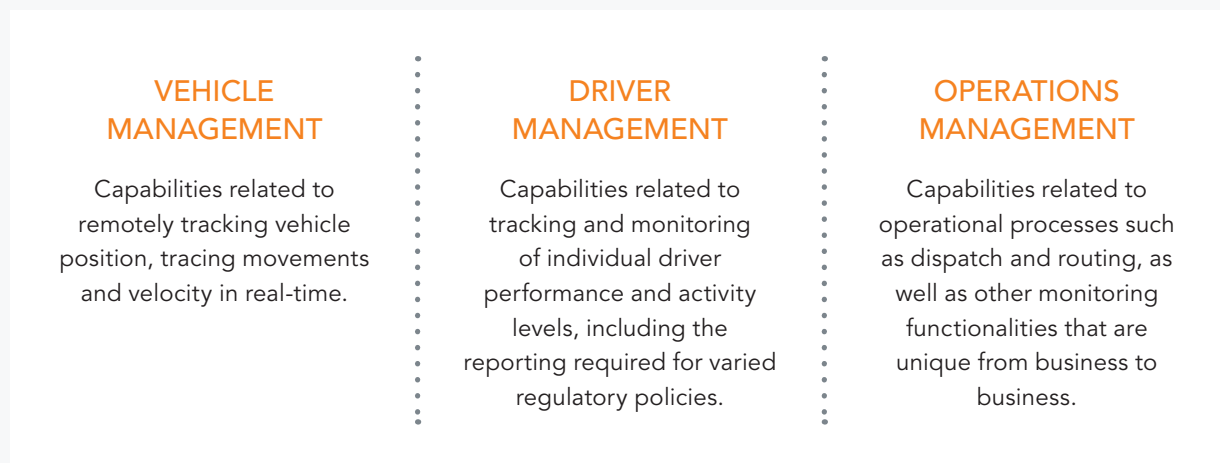 VEHICLE
MANAGEMENT
Capabilities related to
remotely tracking vehicle
position, tracing movements
and velocity in real-time.
DRIVER
MANAGEMENT
Capabilities related to
tracking and monitoring
of individual driver
performance and activity
levels, including the
reporting required for varied
regulatory policies.
OPERATIONS
MANAGEMENT
Capabilities related to
operational processes such
as dispatch and routing, as
well as other monitoring
functionalities that are
unique from business to
business.